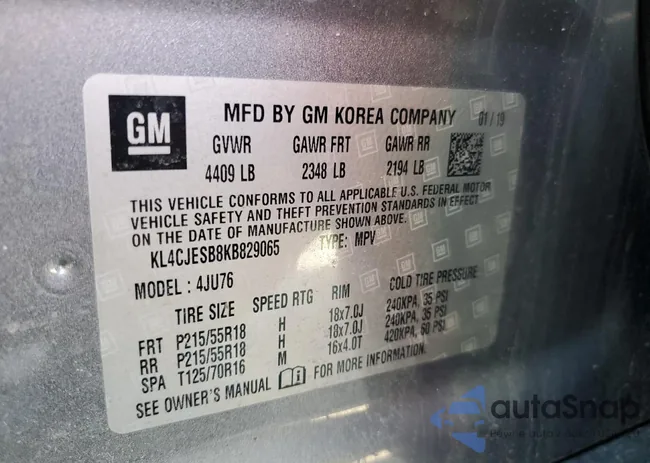 GM
MFD BY GM KOREA COMPANY 01/19
GVWR GAWR FRT GAWR RR
4409 LB 2348 LB 2194 LB
THIS VEHICLE CONFORMS TO ALL APPLICABLE U.S. FEDERAL MOTOR
VEHICLE SAFETY AND THEFT PREVENTION STANDARDS IN EFFECT
ON THE DATE OF MANUFACTURE SHOWN ABOVE.
KL4CJESB8KB829065 TYPE: MPV
MODEL : 4JU76
TIRE SIZE SPEED RTG RIM COLD TIRE PRESSURE
FRT P215/55R18 H 18x7.0J 240KPA, 35 PSI
RR P215/55R18 H 18x7.0J 240KPA, 35 PSI
SPA T125/70R16 M 16x4.0T 420KPA, 60 PSI
SEE OWNER'S MANUAL FOR MORE INFORMATION.
autaSnap